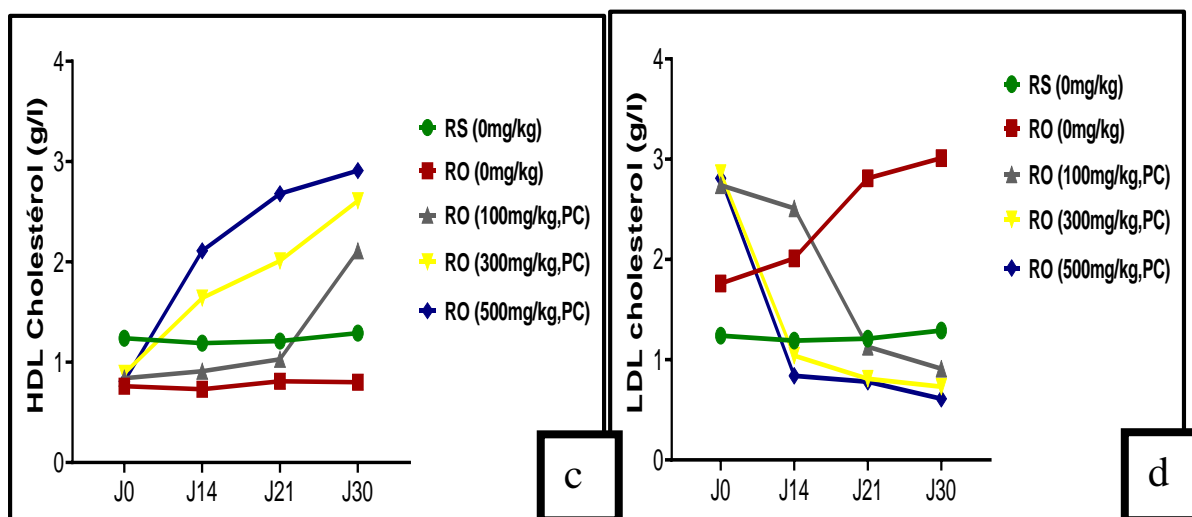 HDL Cholestérol (g/l)
4
3
2
1
0
J0 J14 J21 J30
RS (0mg/kg)
RO (0mg/kg)
RO (100mg/kg,PC)
RO (300mg/kg,PC)
RO (500mg/kg,PC)
c
LDL cholestérol (g/l)
4
3
2
1
0
J0 J14 J21 J30
RS (0mg/kg)
RO (0mg/kg)
RO (100mg/kg,PC)
RO (300mg/kg,PC)
RO (500mg/kg,PC)
d